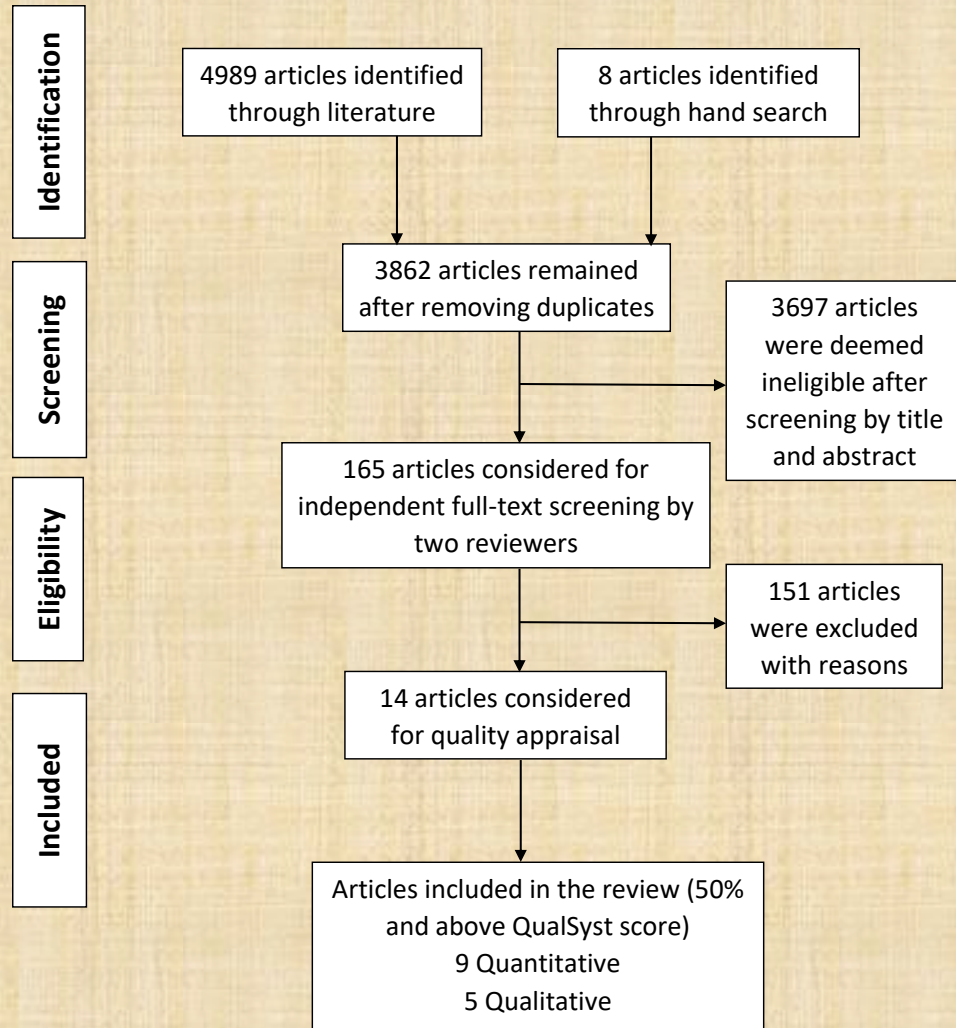 Identification
4989 articles identified
through literature
8 articles identified
through hand search
Screening
3862 articles remained
after removing duplicates
3697 articles
were deemed
ineligible after
screening by title
and abstract
165 articles considered for
independent full-text screening by
two reviewers
Eligibility
151 articles
were excluded
with reasons
14 articles considered
for quality appraisal
Included
Articles included in the review (50%
and above QualSyst score)
9 Quantitative
5 Qualitative